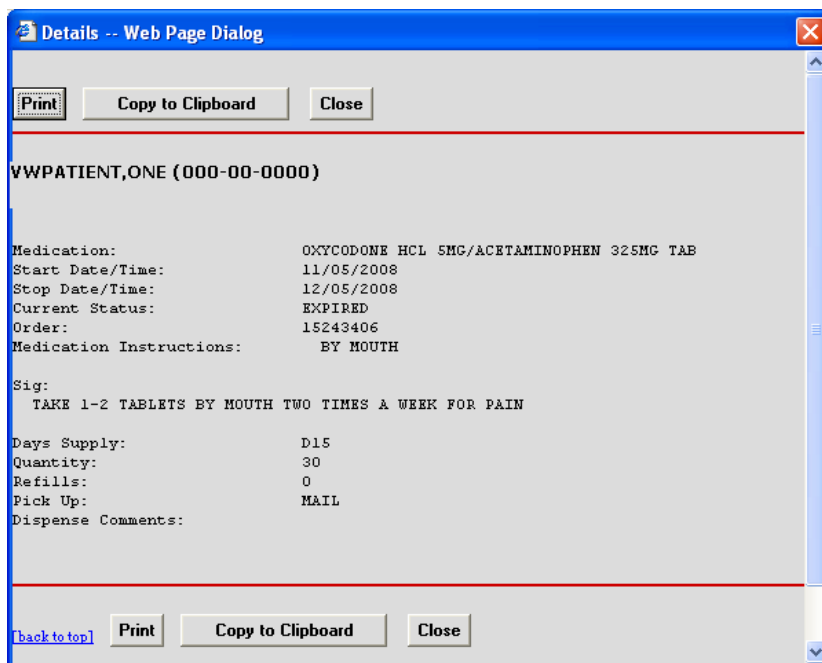 Details -- Web Page Dialog
Print Copy to Clipboard Close
VWPATIENT,ONE (000-00-0000)
Medication: OXYCODONE HCL 5MG/ACETAMINOPHEN 325MG TAB
Start Date/Time: 11/05/2008
Stop Date/Time: 12/05/2008
Current Status: EXPIRED
Order: 15243406
Medication Instructions: BY MOUTH
Sig:
TAKE 1-2 TABLETS BY MOUTH TWO TIMES A WEEK FOR PAIN
Days Supply: D15
Quantity: 30
Refills: 0
Pick Up: MAIL
Dispense Comments:
[back to top] Print Copy to Clipboard Close